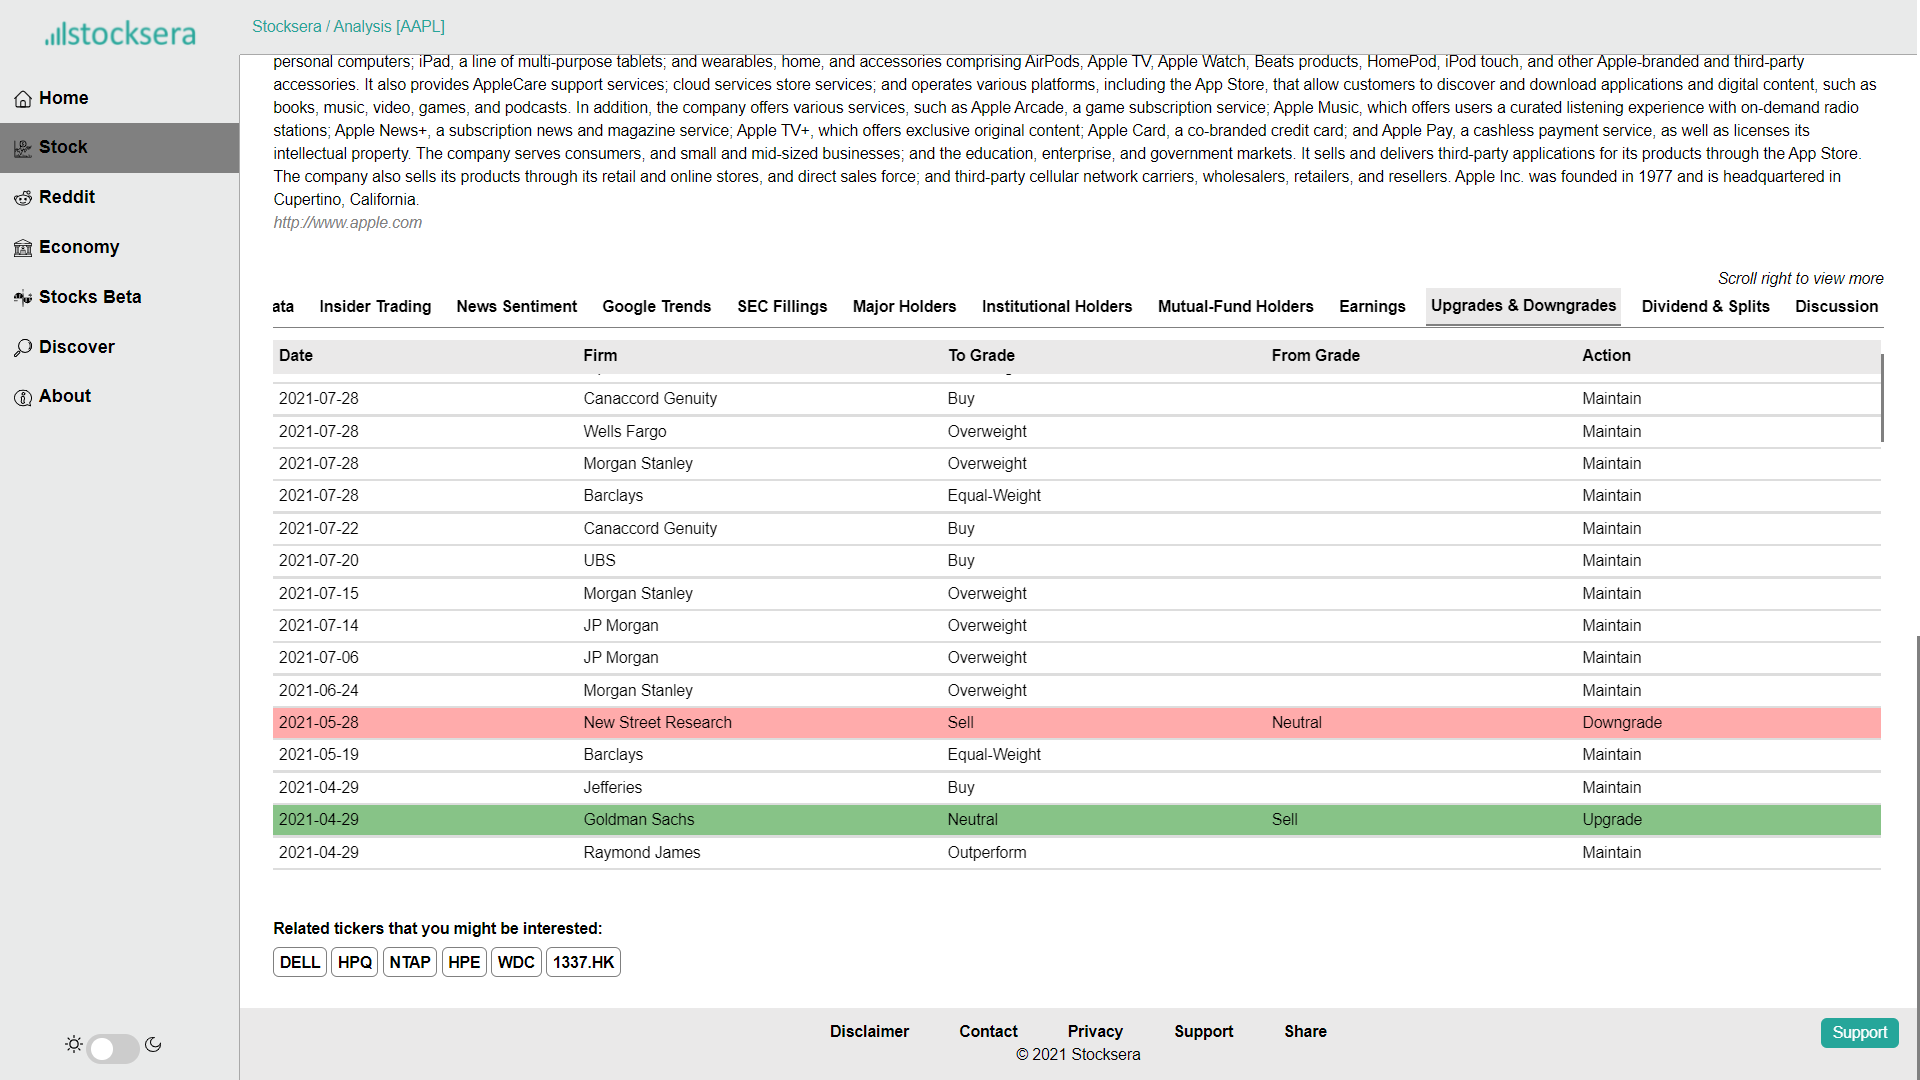 stocksera
Stocksera / Analysis [AAPL]
Home
Stock
Reddit
Economy
Stocks Beta
Discover
About
personal computers; iPad, a line of multi-purpose tablets; and wearables, home, and accessories comprising AirPods, Apple TV, Apple Watch, Beats products, HomePod, iPod touch, and other Apple-branded and third-party
accessories. It also provides AppleCare support services; cloud services store services; and operates various platforms, including the App Store, that allow customers to discover and download applications and digital content, such as
books, music, video, games, and podcasts. In addition, the company offers various services, such as Apple Arcade, a game subscription service; Apple Music, which offers users a curated listening experience with on-demand radio
stations; Apple News+, a subscription news and magazine service; Apple TV+, which offers exclusive original content; Apple Card, a co-branded credit card; and Apple Pay, a cashless payment service, as well as licenses its
intellectual property. The company serves consumers, and small and mid-sized businesses; and the education, enterprise, and government markets. It sells and delivers third-party applications for its products through the App Store.
The company also sells its products through its retail and online stores, and direct sales force; and third-party cellular network carriers, wholesalers, retailers, and resellers. Apple Inc. was founded in 1977 and is headquartered in
Cupertino, California.
http://www.apple.com
Scroll right to view more
ata Insider Trading News Sentiment Google Trends SEC Fillings Major Holders Institutional Holders Mutual-Fund Holders Earnings Upgrades & Downgrades Dividend & Splits Discussion
Date Firm To Grade From Grade Action
2021-07-28 Canaccord Genuity Buy Maintain
2021-07-28 Wells Fargo Overweight Maintain
2021-07-28 Morgan Stanley Overweight Maintain
2021-07-28 Barclays Equal-Weight Maintain
2021-07-22 Canaccord Genuity Buy Maintain
2021-07-20 UBS Buy Maintain
2021-07-15 Morgan Stanley Overweight Maintain
2021-07-14 JP Morgan Overweight Maintain
2021-07-06 JP Morgan Overweight Maintain
2021-06-24 Morgan Stanley Overweight Maintain
2021-05-28 New Street Research Sell Neutral Downgrade
2021-05-19 Barclays Equal-Weight Maintain
2021-04-29 Jefferies Buy Maintain
2021-04-29 Goldman Sachs Neutral Sell Upgrade
2021-04-29 Raymond James Outperform Maintain
Related tickers that you might be interested:
DELL HPQ NTAP HPE WDC 1337.HK
Disclaimer Contact Privacy Support Share
© 2021 Stocksera
Support